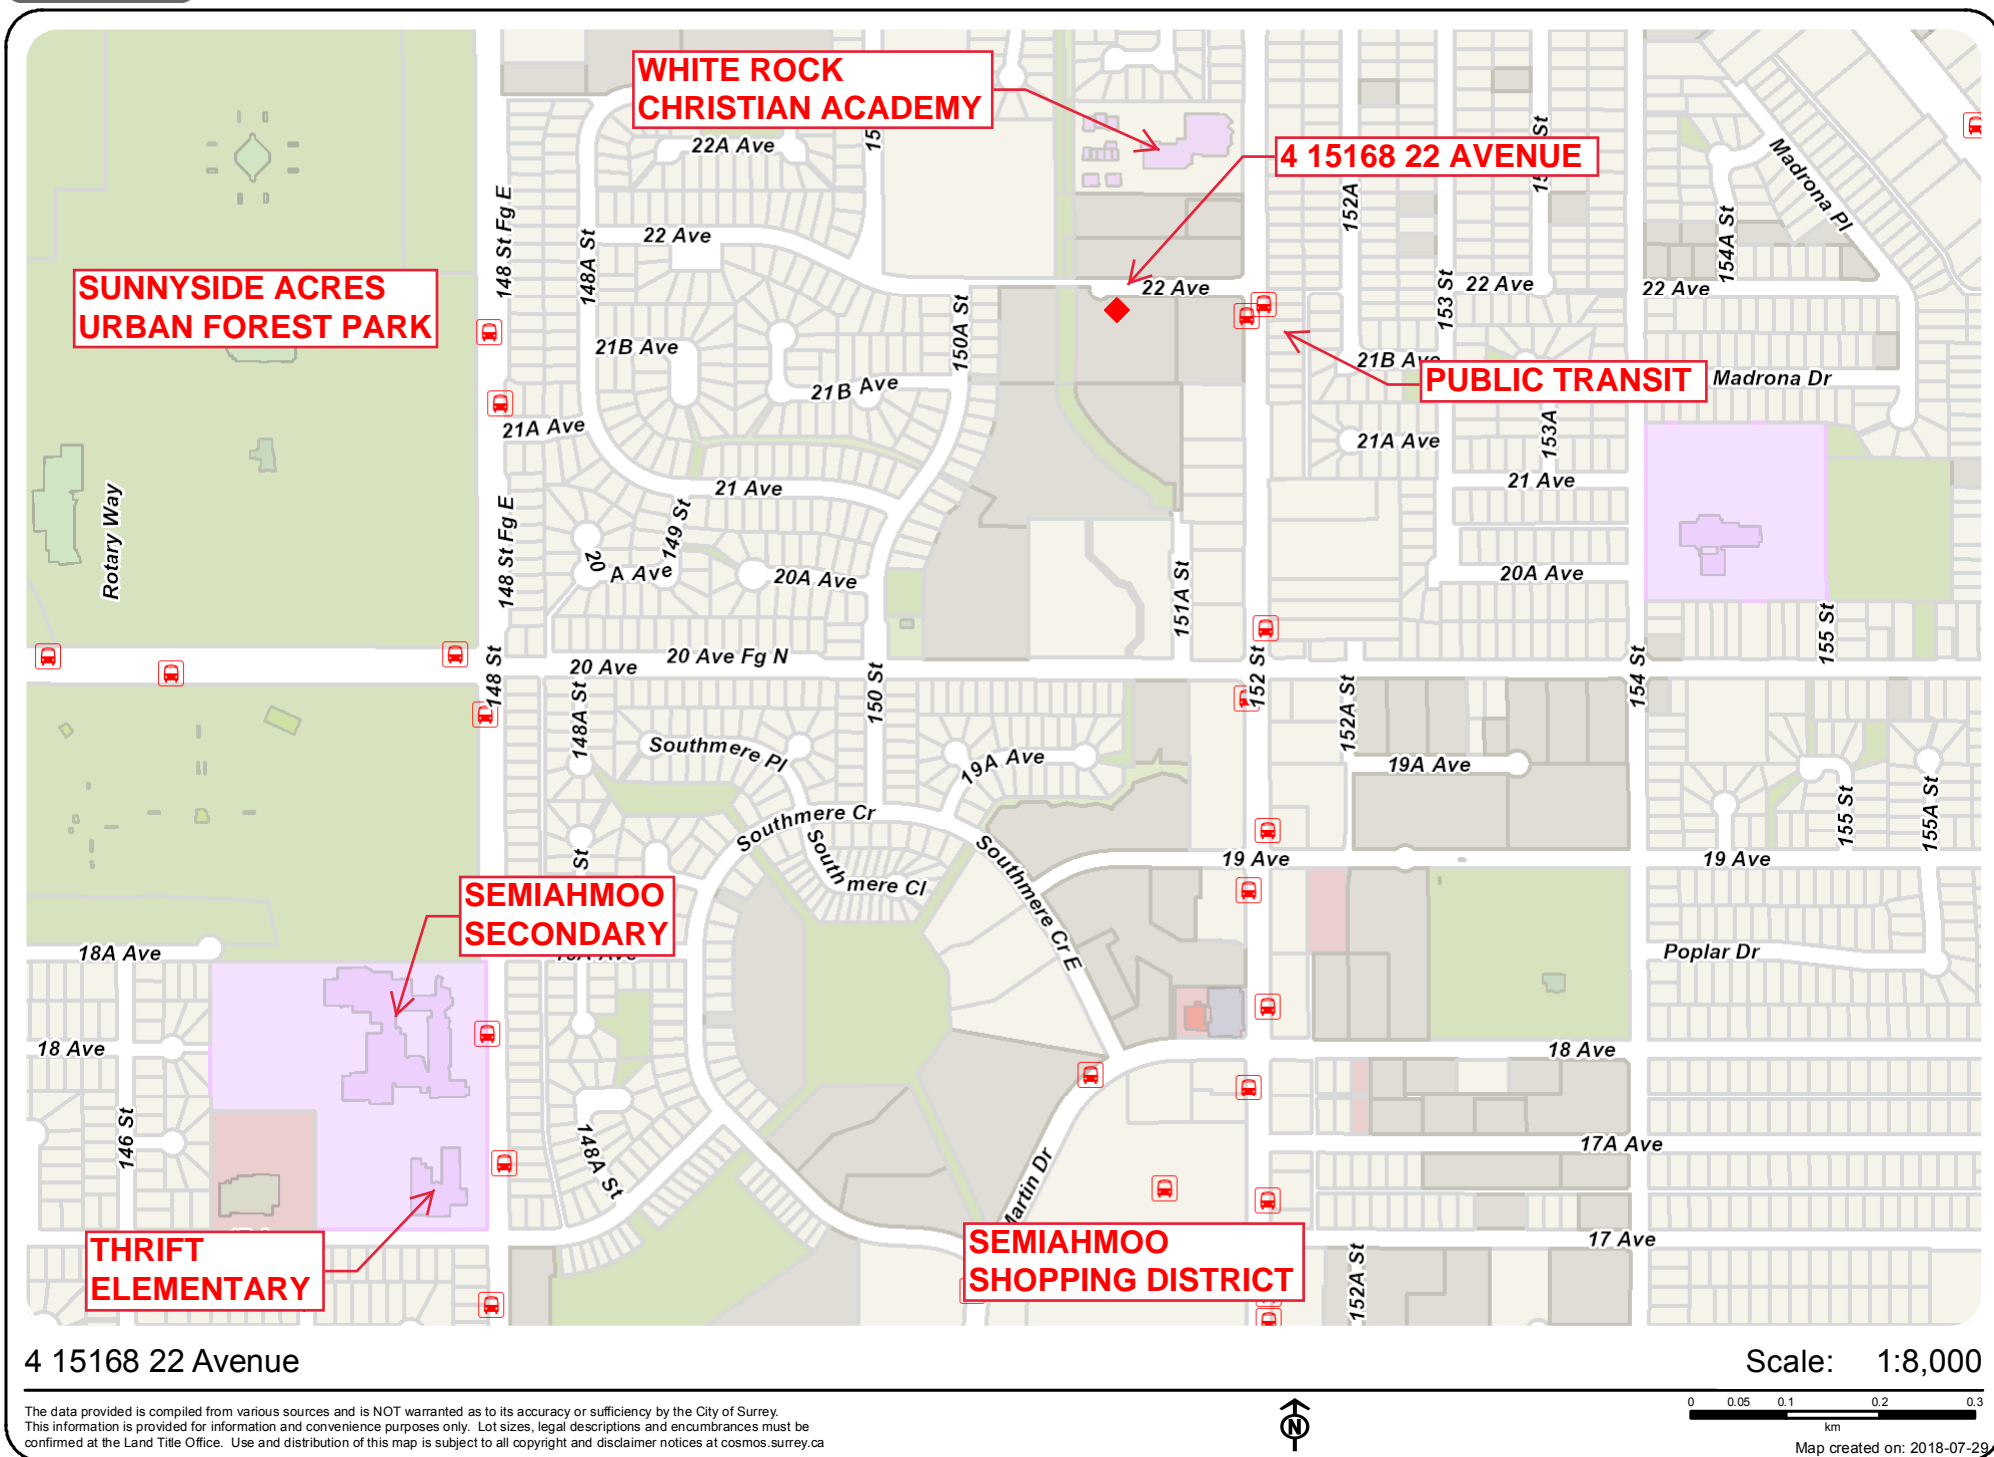 WHITE ROCK
CHRISTIAN ACADEMY
4 15168 22 AVENUE
SUNNYSIDE ACRES
URBAN FOREST PARK
PUBLIC TRANSIT
SEMIAHMOO
SECONDARY
THRIFT
ELEMENTARY
SEMIAHMOO
SHOPPING DISTRICT
22A Ave
148 St Fg E
148A St
22 Ave
152A
153 St
22 Ave
154A St
22 Ave
Madrona Pl
22 Ave
150A St
21B Ave
21B Ave
21B Ave
Madrona Dr
21A Ave
21A Ave
153A
21 Ave
21 Ave
149 St
148 St Fg E
Rotary Way
20 A Ave
20A Ave
20A Ave
151A St
155 St
154 St
152 St
20 Ave
20 Ave Fg N
148 St
148A St
150 St
152A St
Southmere Pl
19A Ave
19A Ave
155 St
155A St
Southmere Cr
Southmere Cl
Southmere Cr E
19 Ave
19 Ave
St
18A Ave
Poplar Dr
18 Ave
18 Ave
146 St
148A St
17A Ave
Martin Dr
17 Ave
152A St
4 15168 22 Avenue
Scale: 1:8,000
The data provided is compiled from various sources and is NOT warranted as to its accuracy or sufficiency by the City of Surrey.
This information is provided for information and convenience purposes only. Lot sizes, legal descriptions and encumbrances must be
confirmed at the Land Title Office. Use and distribution of this map is subject to all copyright and disclaimer notices at cosmos.surrey.ca
N
0 0.05 0.1 0.2 0.3
km
Map created on: 2018-07-29